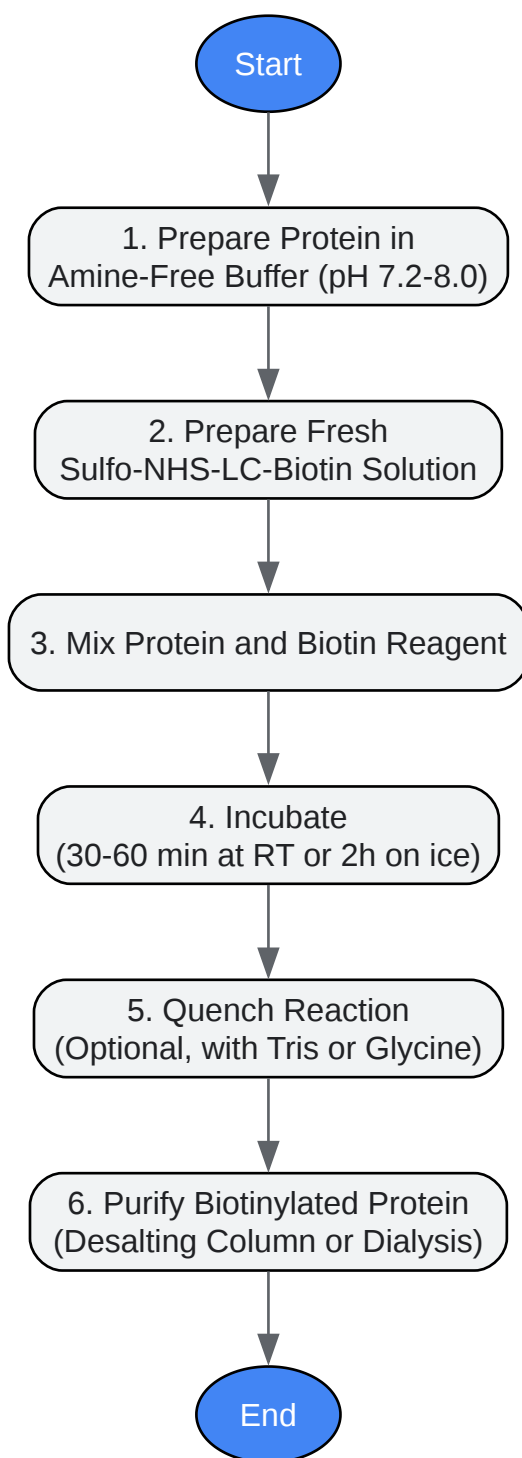 Start
1. Prepare Protein in
Amine-Free Buffer (pH 7.2-8.0)
2. Prepare Fresh
Sulfo-NHS-LC-Biotin Solution
3. Mix Protein and Biotin Reagent
4. Incubate
(30-60 min at RT or 2h on ice)
5. Quench Reaction
(Optional, with Tris or Glycine)
6. Purify Biotinylated Protein
(Desalting Column or Dialysis)
End